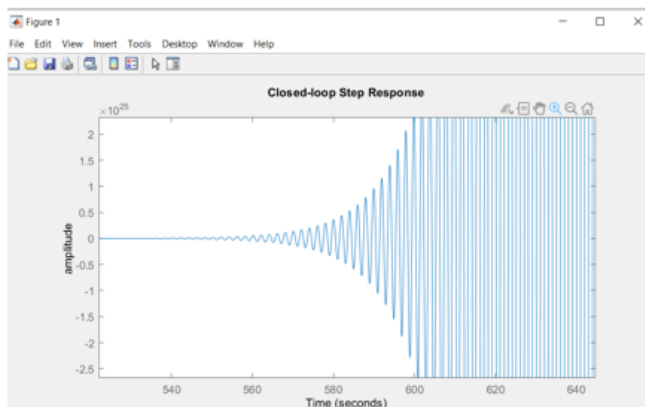 Figure 1
File Edit View Insert Tools Desktop Window Help
Closed-loop Step Response
×10^25
2
1.5
1
0.5
0
-0.5
-1
-1.5
-2
-2.5
amplitude
540 560 580 600 620 640
Time (seconds)